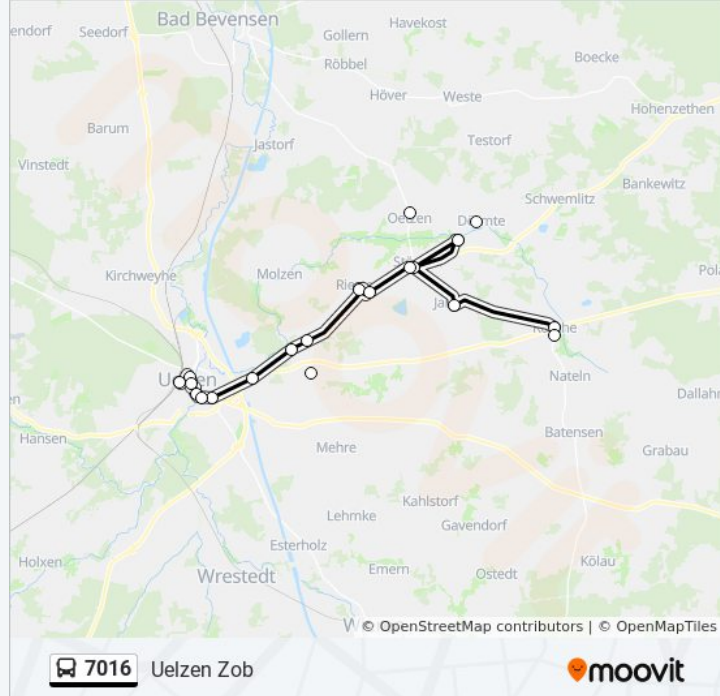 Bad Bevensen
Havekost
endorf
Seedorf
Gollern
Röbbel
Boecke
Höver
Weste
Hohenzethen
Barum
Jastorf
Testorf
Vinstedt
Bankewitz
Schwemlitz
Kirchweyhe
Molzen
Nateln
Dallah
Hansen
Batensen
Mehre
Grabau
Kahlstorf
Lehmke
Gavendorf
Esterholz
Holxen
Emern
Ostedt
Kölau
Wrestedt
© OpenStreetMap contributors | © OpenMapTiles
7016 Uelzen Zob
moovit